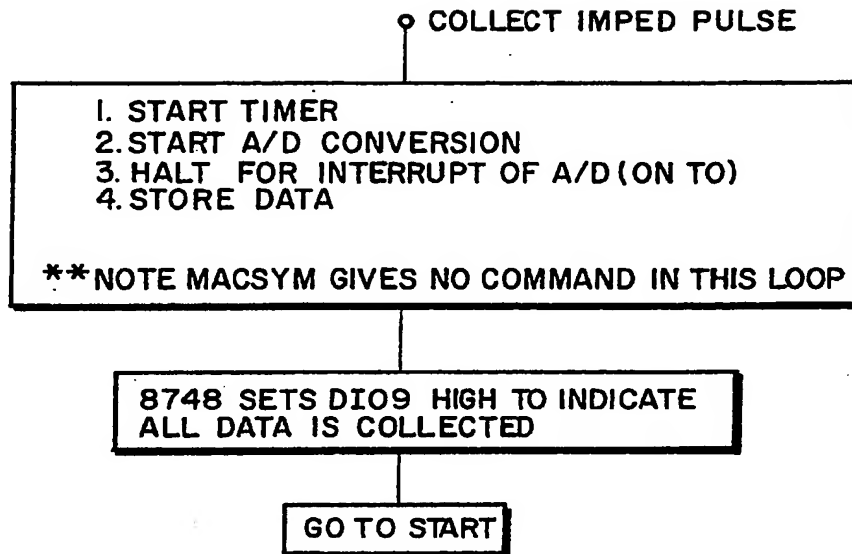 COLLECT IMPED PULSE
1. START TIMER
2. START A/D CONVERSION
3. HALT FOR INTERRUPT OF A/D (ON TO)
4. STORE DATA
**NOTE MACSYM GIVES NO COMMAND IN THIS LOOP
8748 SETS DIO9 HIGH TO INDICATE
ALL DATA IS COLLECTED
GO TO START